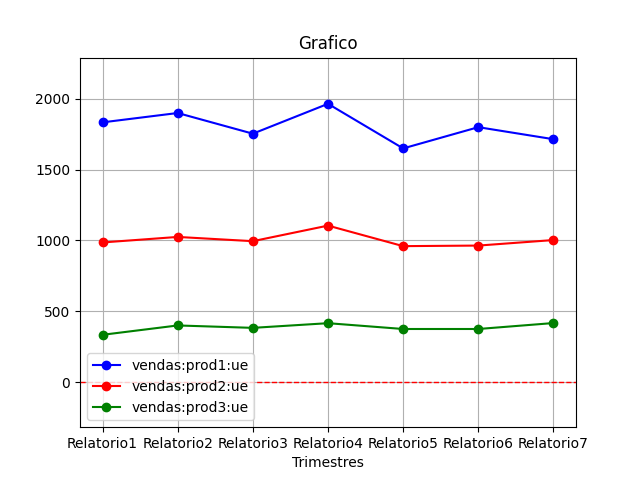 Grafico
2000
1500
1000
500
0
vendas:prod1:ue
vendas:prod2:ue
vendas:prod3:ue
Relatorio1 Relatorio2 Relatorio3 Relatorio4 Relatorio5 Relatorio6 Relatorio7
Trimestres